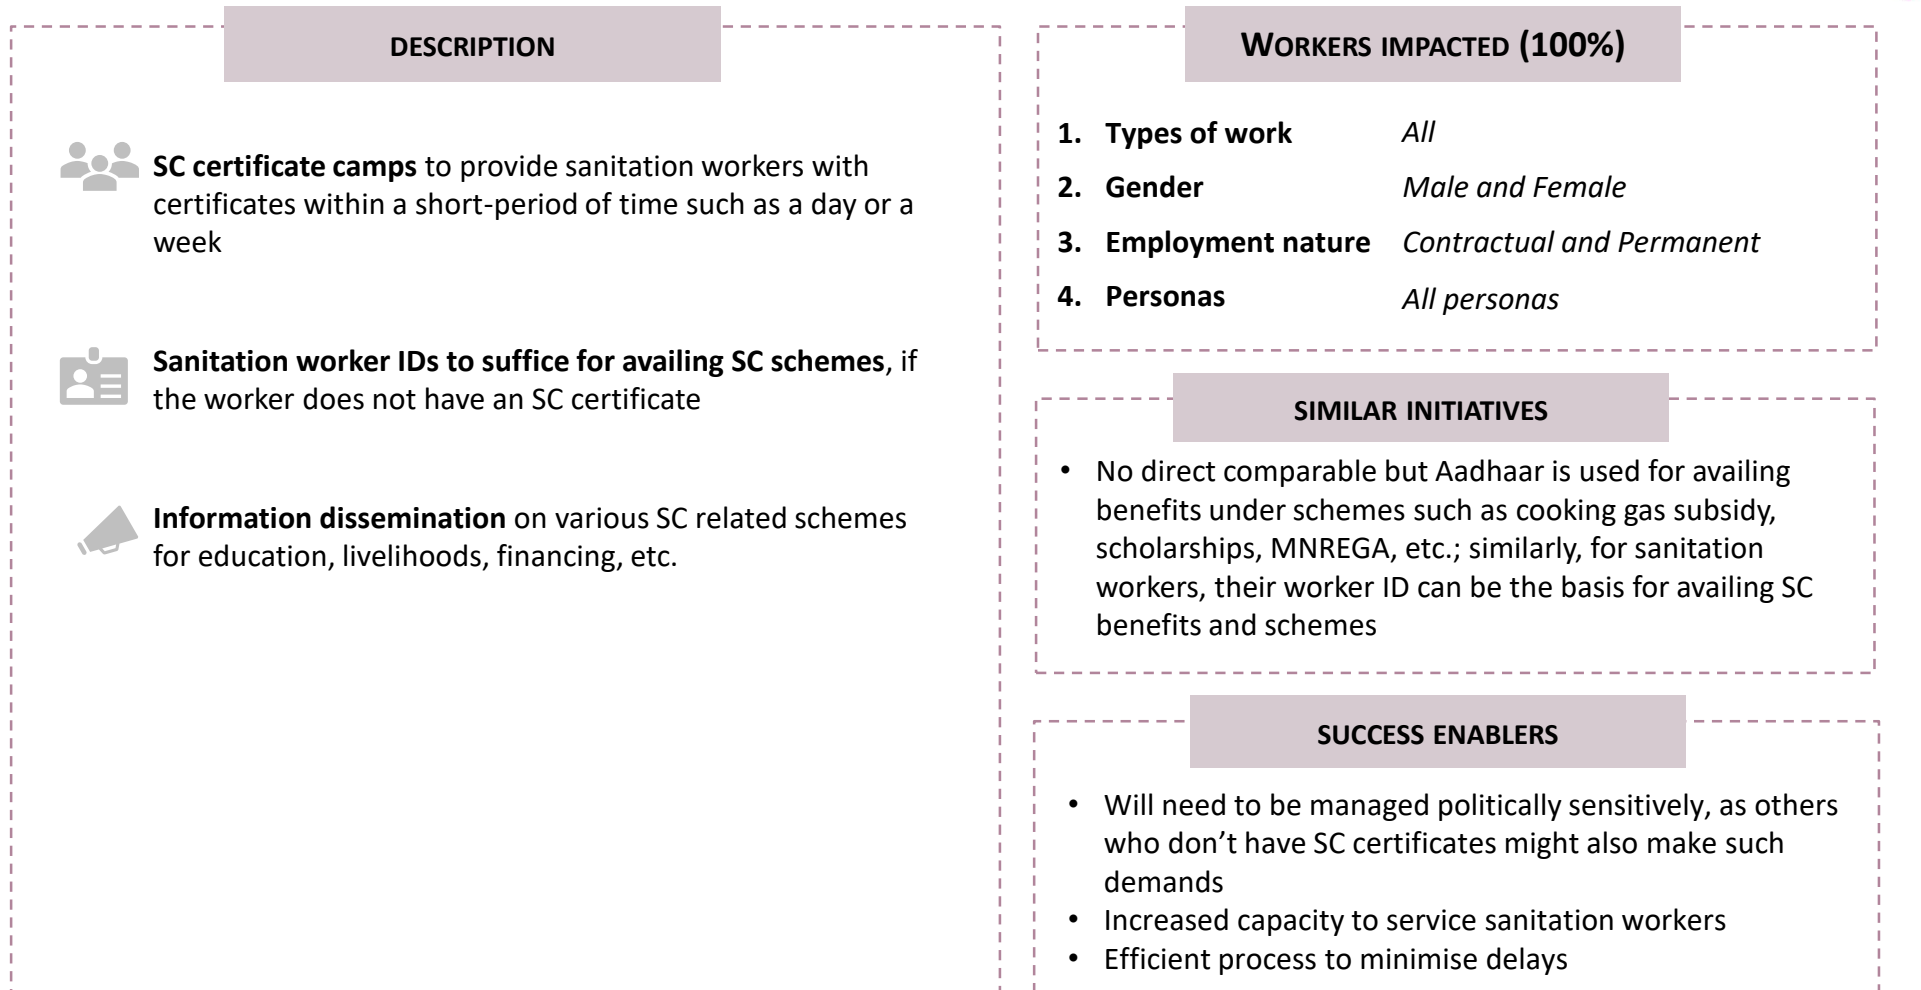 DESCRIPTION
SC certificate camps to provide sanitation workers with
certificates within a short-period of time such as a day or a
week
Sanitation worker IDs to suffice for availing SC schemes, if
the worker does not have an SC certificate
Information dissemination on various SC related schemes
for education, livelihoods, financing, etc.
WORKERS IMPACTED (100%)
1. Types of work All
2. Gender Male and Female
3. Employment nature Contractual and Permanent
4. Personas All personas
SIMILAR INITIATIVES
• No direct comparable but Aadhaar is used for availing
benefits under schemes such as cooking gas subsidy,
scholarships, MNREGA, etc.; similarly, for sanitation
workers, their worker ID can be the basis for availing SC
benefits and schemes
SUCCESS ENABLERS
• Will need to be managed politically sensitively, as others
who don’t have SC certificates might also make such
demands
• Increased capacity to service sanitation workers
• Efficient process to minimise delays